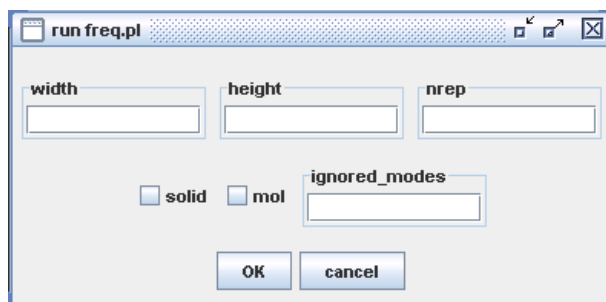 run freq.pl
width height nrep
solid mol ignored_modes
OK cancel